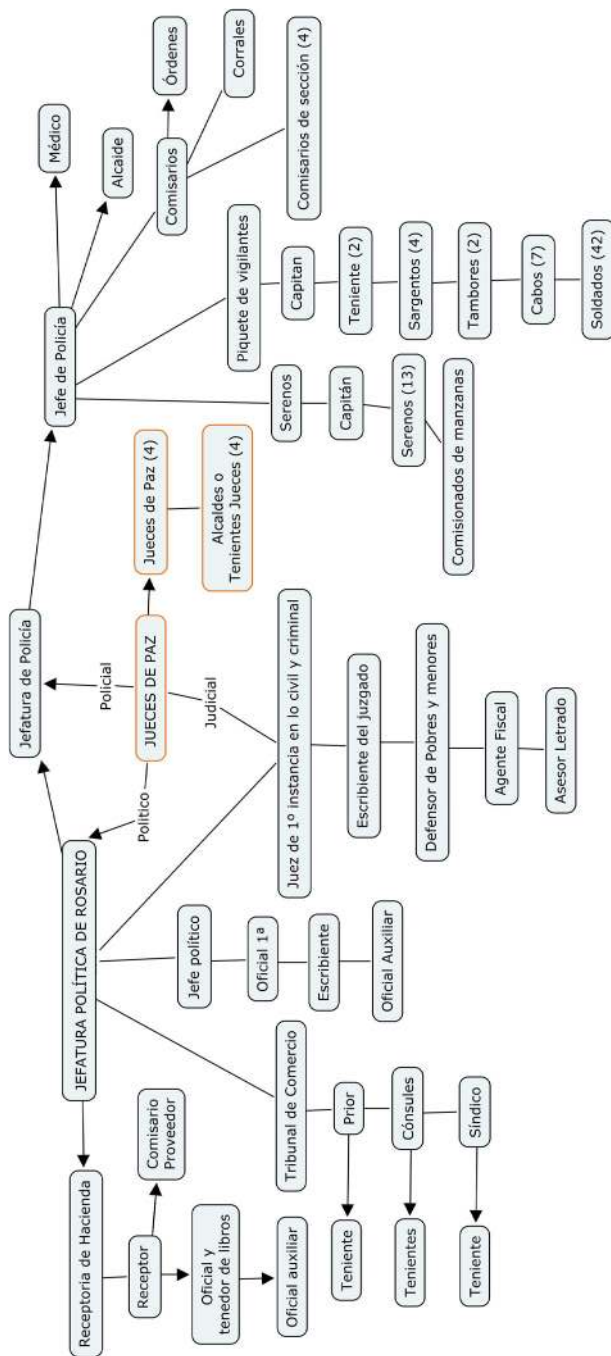 JEFATURA POLÍTICA DE ROSARIO
Receptoria de Hacienda
Receptor
Comisario
Proveedor
Oficial y
tenedor de libros
Oficial auxiliar
Tribunal de Comercio
Prior
Teniente
Cónsules
Tenientes
Síndico
Teniente
Jefe político
Oficial 1ª
Escribiente
Oficial Auxiliar
Juez de 1º instancia en lo civil y criminal
Escribiente del juzgado
Defensor de Pobres y menores
Agente Fiscal
Asesor Letrado
Político
Policial
Judicial
JUECES DE PAZ
Jueces de Paz (4)
Alcaldes o
Tenientes Jueces (4)
Jefatura de Policía
Jefe de Policía
Médico
Alcaide
Comisarios
Órdenes
Corrales
Comisarios de sección (4)
Piquete de vigilantes
Capitan
Teniente (2)
Sargentos (4)
Tambores (2)
Cabos (7)
Soldados (42)
Serenos
Capitán
Serenos (13)
Comisionados de manzanas